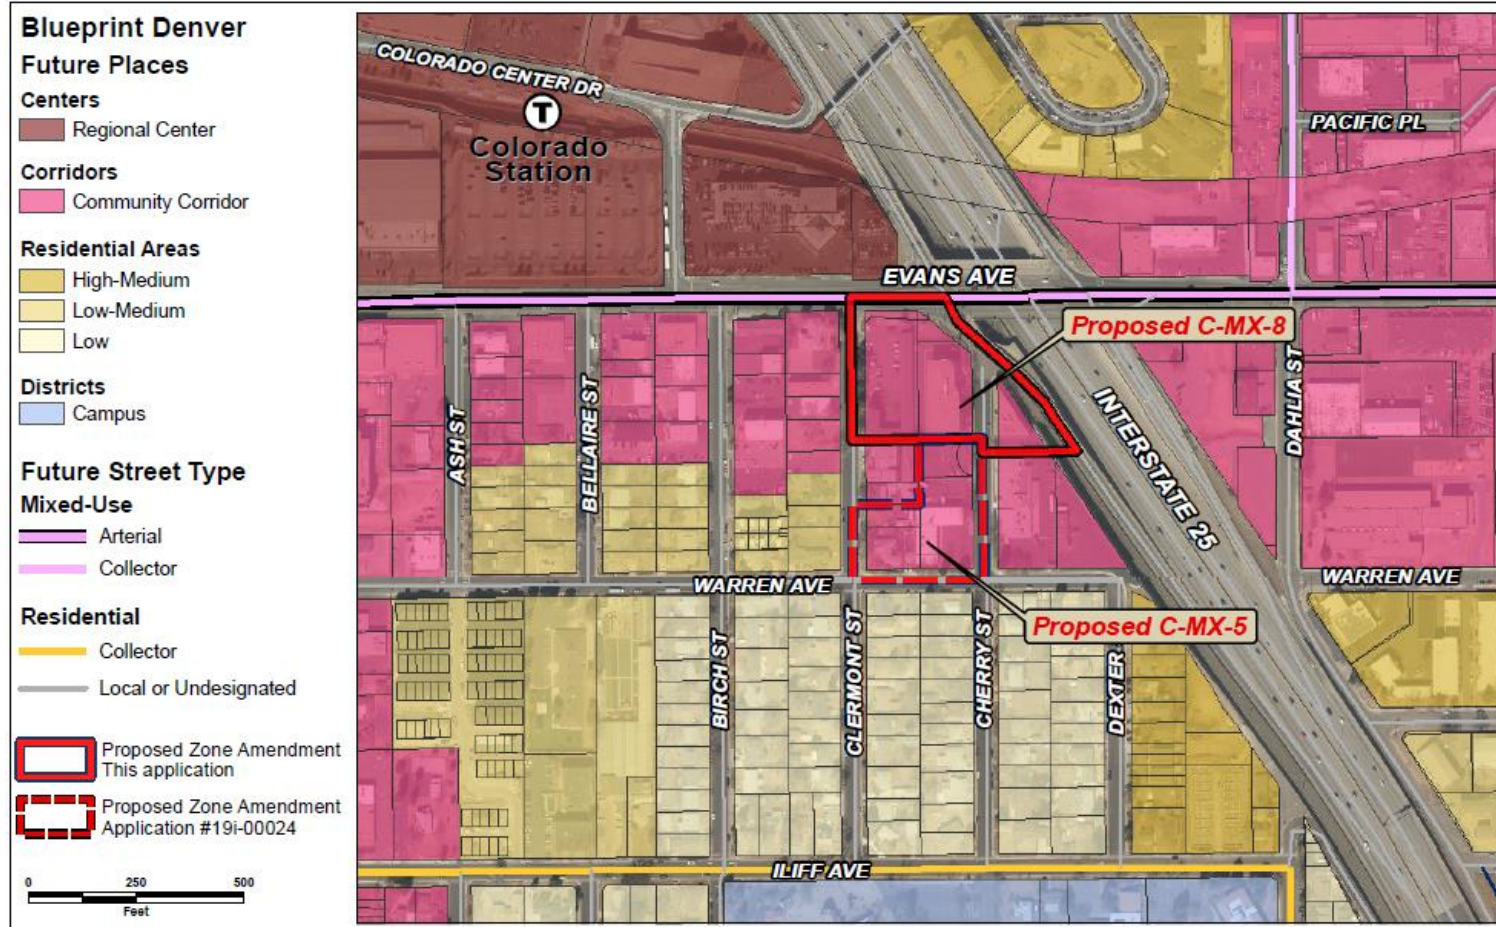 Blueprint Denver
Future Places
Centers
Regional Center
Corridors
Community Corridor
Residential Areas
High-Medium
Low-Medium
Low
Districts
Campus
Future Street Type
Mixed-Use
Arterial
Collector
Residential
Collector
Local or Undesignated
Proposed Zone Amendment
This application
Proposed Zone Amendment
Application #19i-00024
0 250 500
Feet
COLORADO CENTER DR
T
Colorado
Station
PACIFIC PL
EVANS AVE
Proposed C-MX-8
ASH ST
BELLAIRE ST
INTERSTATE 25
DAHLIA ST
WARREN AVE
WARREN AVE
Proposed C-MX-5
BIRCH ST
CLERMONT ST
CHERRY ST
DEXTER
ILIFF AVE